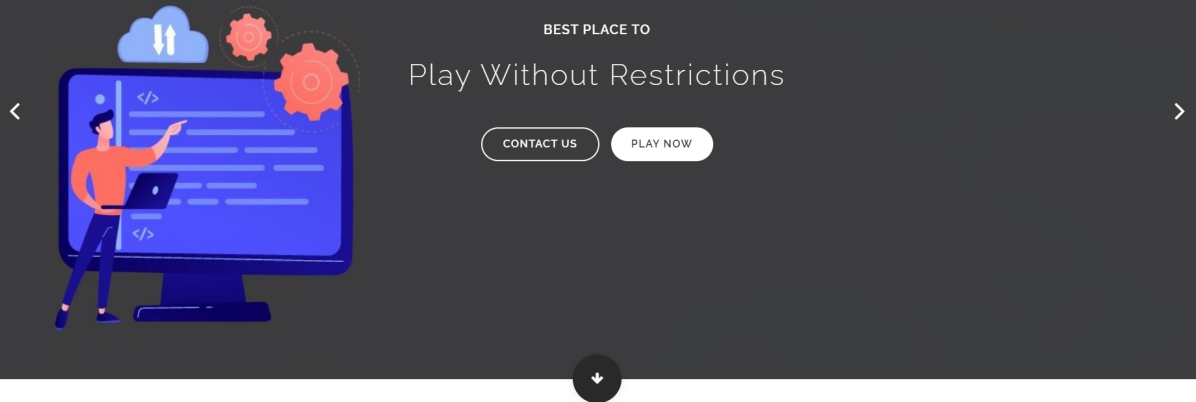 BEST PLACE TO
Play Without Restrictions
CONTACT US
PLAY NOW
</>
</>